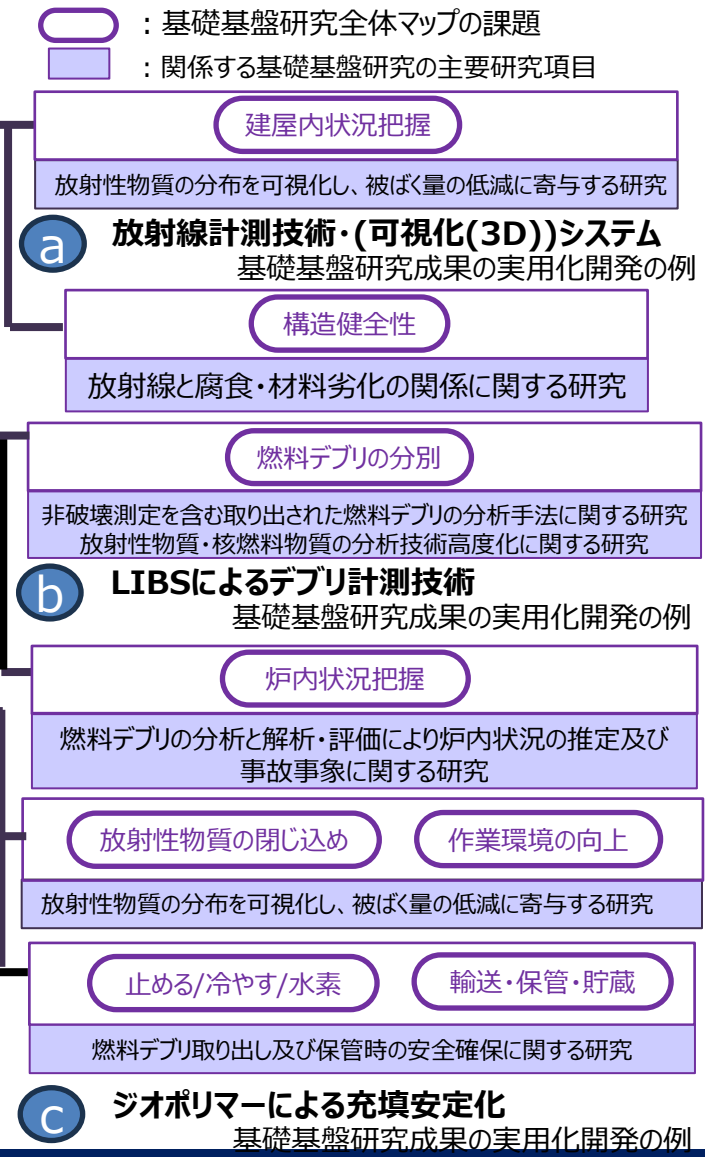 ：基礎基盤研究全体マップの課題
：関係する基礎基盤研究の主要研究項目
建屋内状況把握
放射性物質の分布を可視化し、被ばく量の低減に寄与する研究
a 放射線計測技術・(可視化(3D))システム
基礎基盤研究成果の実用化開発の例
構造健全性
放射線と腐食・材料劣化の関係に関する研究
燃料デブリの分別
非破壊測定を含む取り出された燃料デブリの分析手法に関する研究
放射性物質・核燃料物質の分析技術高度化に関する研究
b LIBSによるデブリ計測技術
基礎基盤研究成果の実用化開発の例
炉内状況把握
燃料デブリの分析と解析・評価により炉内状況の推定及び
事故事象に関する研究
放射性物質の閉じ込め 作業環境の向上
放射性物質の分布を可視化し、被ばく量の低減に寄与する研究
止める/冷やす/水素 輸送・保管・貯蔵
燃料デブリ取り出し及び保管時の安全確保に関する研究
c ジオポリマーによる充填安定化
基礎基盤研究成果の実用化開発の例